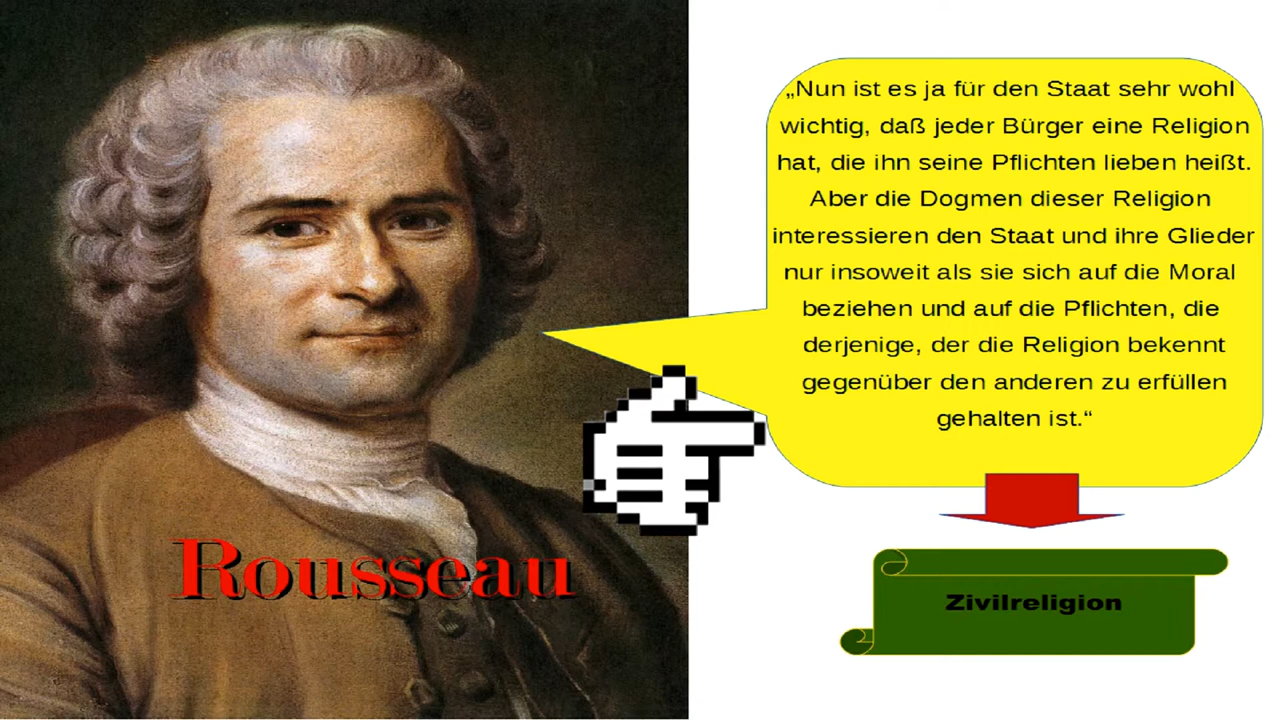 „Nun ist es ja für den Staat sehr wohl
wichtig, daß jeder Bürger eine Religion
hat, die ihn seine Pflichten lieben heißt.
Aber die Dogmen dieser Religion
interessieren den Staat und ihre Glieder
nur insoweit als sie sich auf die Moral
beziehen und auf die Pflichten, die
derjenige, der die Religion bekennt
gegenüber den anderen zu erfüllen
gehalten ist.“
Rousseau
Zivilreligion